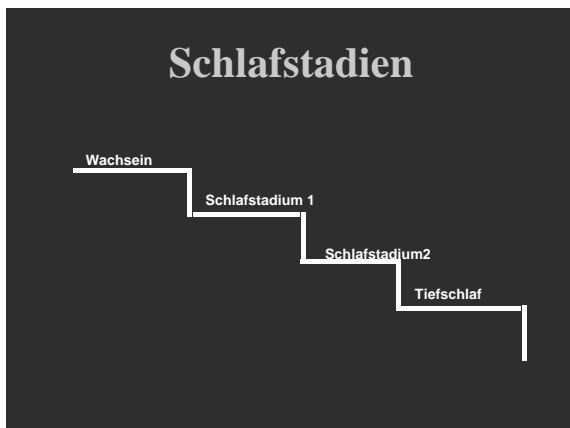 Schlafstadien
Wachsein
Schlafstadium 1
Schlafstadium2
Tiefschlaf